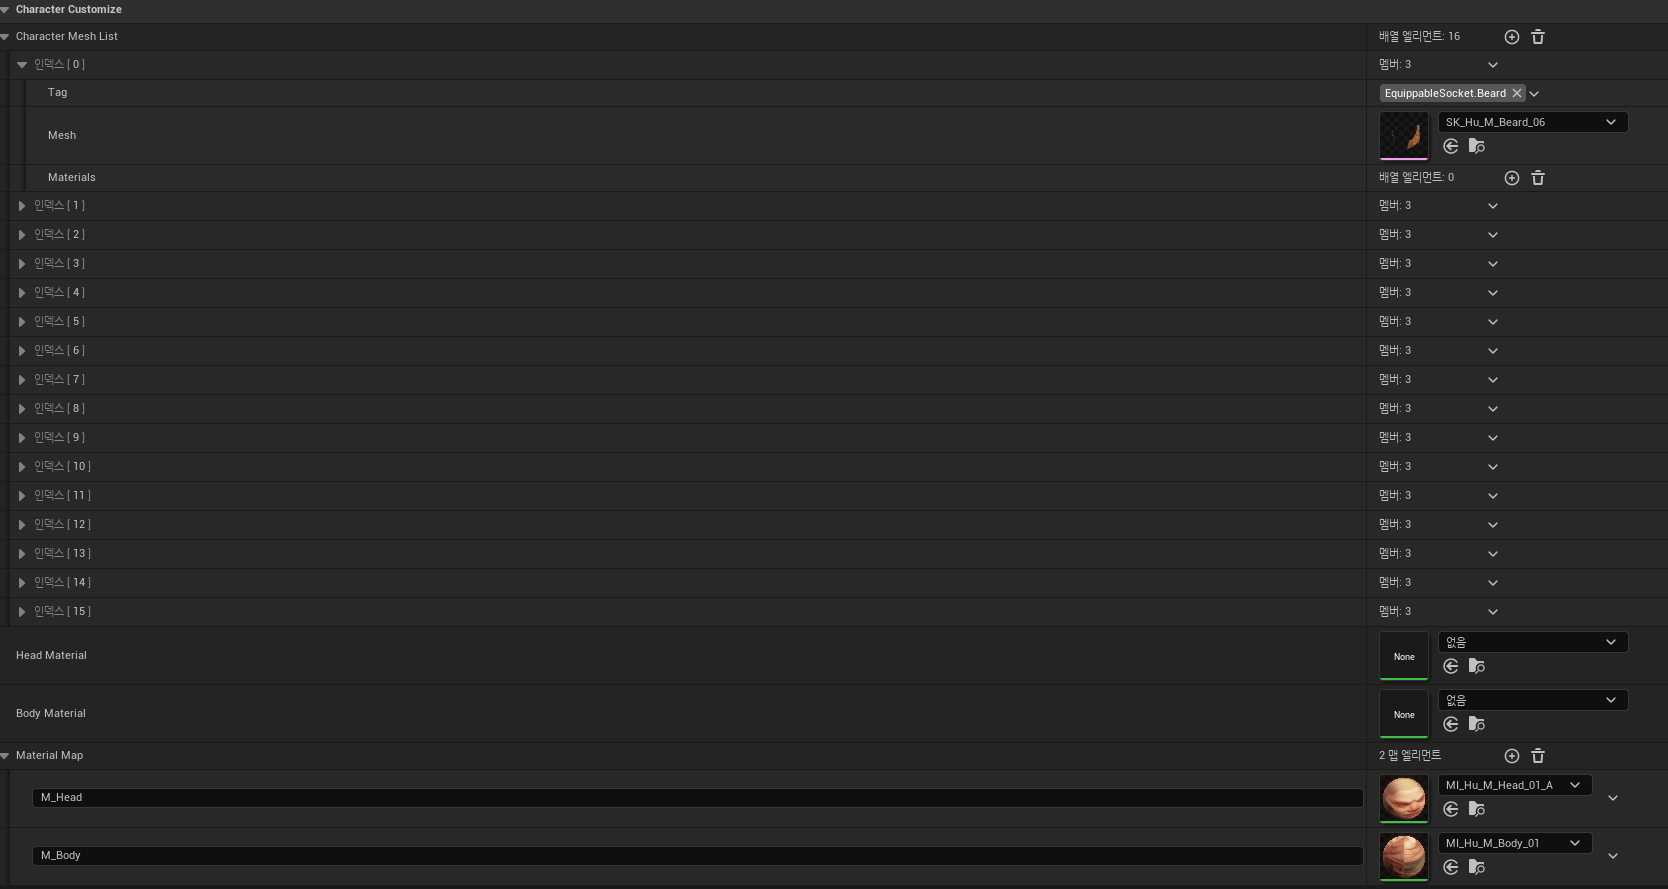 Character Customize
Character Mesh List 배열 엘리먼트: 16
인덱스 [ 0 ] 멤버: 3
Tag EquippableSocket.Beard
Mesh SK_Hu_M_Beard_06
Materials 배열 엘리먼트: 0
인덱스 [ 1 ] 멤버: 3
인덱스 [ 2 ] 멤버: 3
인덱스 [ 3 ] 멤버: 3
인덱스 [ 4 ] 멤버: 3
인덱스 [ 5 ] 멤버: 3
인덱스 [ 6 ] 멤버: 3
인덱스 [ 7 ] 멤버: 3
인덱스 [ 8 ] 멤버: 3
인덱스 [ 9 ] 멤버: 3
인덱스 [ 10 ] 멤버: 3
인덱스 [ 11 ] 멤버: 3
인덱스 [ 12 ] 멤버: 3
인덱스 [ 13 ] 멤버: 3
인덱스 [ 14 ] 멤버: 3
인덱스 [ 15 ] 멤버: 3
Head Material None 없음
Body Material None 없음
Material Map 2 맵 엘리먼트
M_Head MI_Hu_M_Head_01_A
M_Body MI_Hu_M_Body_01